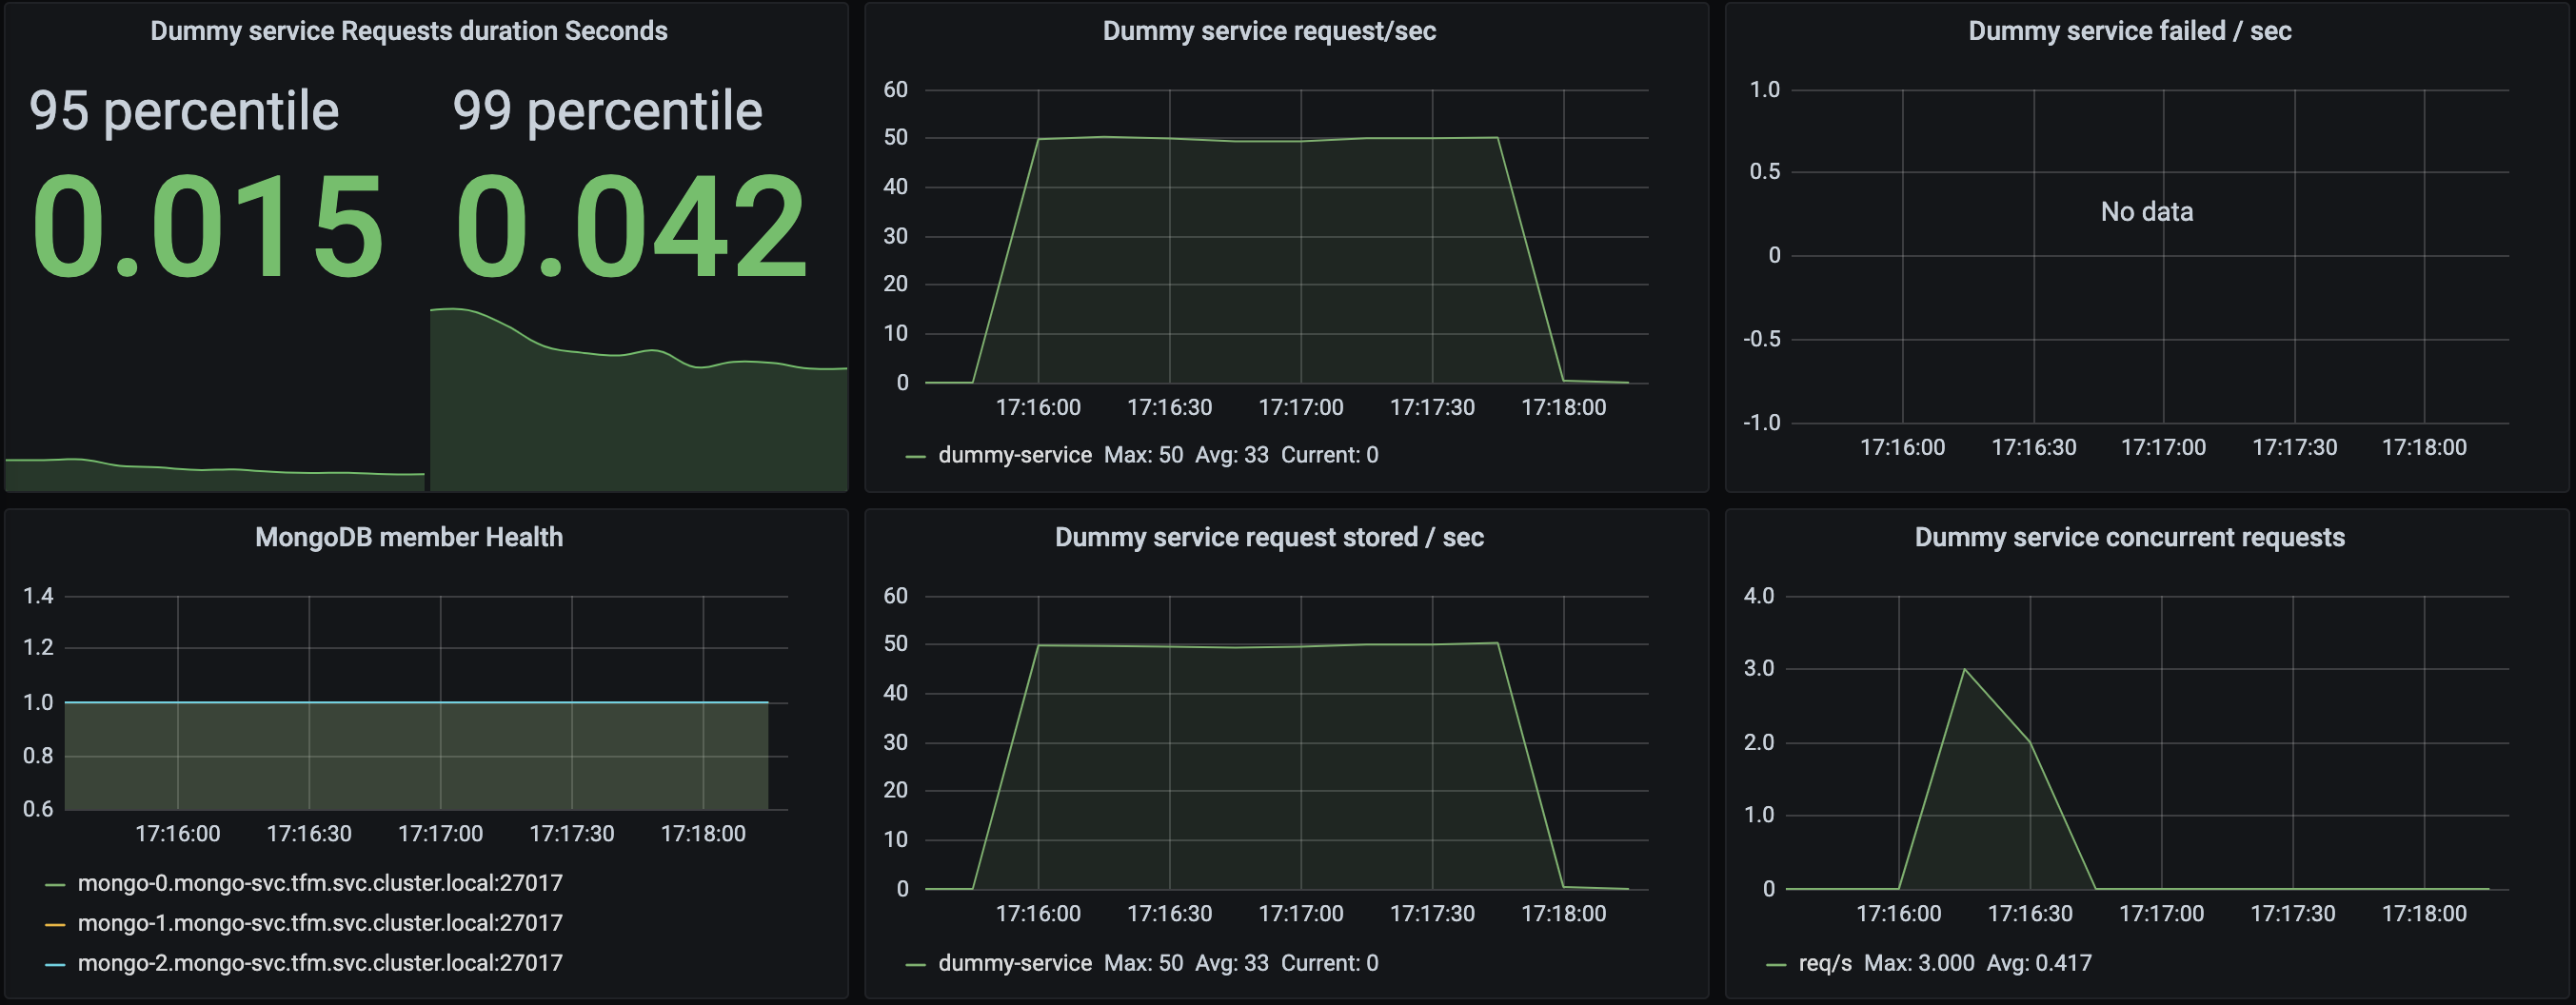 Dummy service Requests duration Seconds
95 percentile 99 percentile
0.015 0.042
Dummy service request/sec
60
50
40
30
20
10
0
17:16:00 17:16:30 17:17:00 17:17:30 17:18:00
dummy-service Max: 50 Avg: 33 Current: 0
Dummy service failed / sec
1.0
0.5
No data
0
-0.5
-1.0
17:16:00 17:16:30 17:17:00 17:17:30 17:18:00
MongoDB member Health
1.4
1.2
1.0
0.8
0.6
17:16:00 17:16:30 17:17:00 17:17:30 17:18:00
mongo-0.mongo-svc.tfm.svc.cluster.local:27017
mongo-1.mongo-svc.tfm.svc.cluster.local:27017
mongo-2.mongo-svc.tfm.svc.cluster.local:27017
Dummy service request stored / sec
60
50
40
30
20
10
0
17:16:00 17:16:30 17:17:00 17:17:30 17:18:00
dummy-service Max: 50 Avg: 33 Current: 0
Dummy service concurrent requests
4.0
3.0
2.0
1.0
0
17:16:00 17:16:30 17:17:00 17:17:30 17:18:00
req/s Max: 3.000 Avg: 0.417